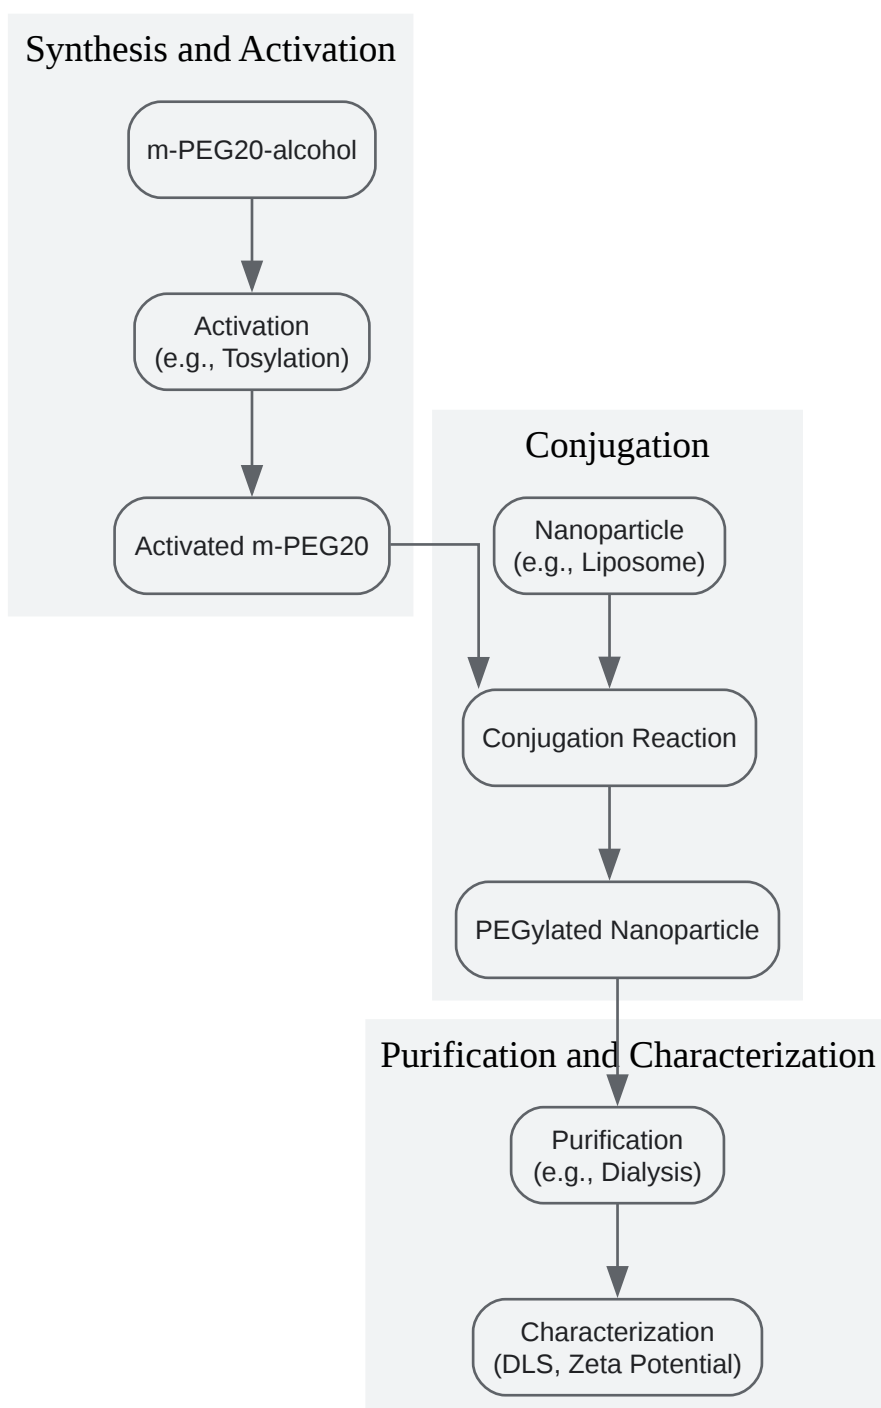 Synthesis and Activation
m-PEG20-alcohol
Activation
(e.g., Tosylation)
Activated m-PEG20
Conjugation
Nanoparticle
(e.g., Liposome)
Conjugation Reaction
PEGylated Nanoparticle
Purification and Characterization
Purification
(e.g., Dialysis)
Characterization
(DLS, Zeta Potential)